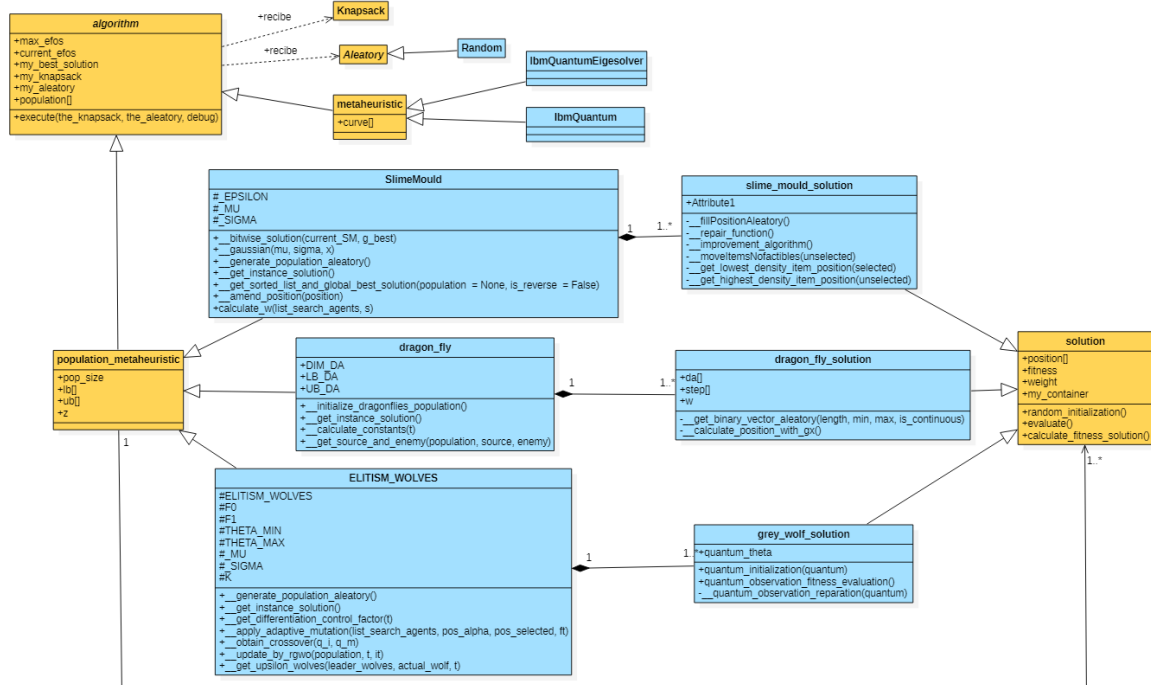 algorithm
+max_efos
+current_efos
+my_best_solution
+my_knapsack
+my_aleatory
+population[]
+execute(the_knapsack, the_aleatory, debug)
+recibe
Knapsack
+recibe
Aleatory
Random
metaheuristic
+curve[]
IbmQuantumEigesolver
IbmQuantum
SlimeMould
#_EPSILON
#_MU
#_SIGMA
+__bitwise_solution(current_SM, g_best)
+__gaussian(mu, sigma, x)
+__generate_population_aleatory()
+__get_instance_solution()
+__get_sorted_list_and_global_best_solution(population = None, is_reverse = False)
+__amend_position(position)
+calculate_w(list_search_agents, s)
1
1..*
slime_mould_solution
+Attribute1
-__fillPositionAleatory()
-__repair_function()
-__improvement_algorithm()
-__moveItemsNofactibles(unselected)
-__get_lowest_density_item_position(selected)
-__get_highest_density_item_position(unselected)
population_metaheuristic
+pop_size
+lb[]
+ub[]
+z
1
dragon_fly
+DIM_DA
+LB_DA
+UB_DA
+__initialize_dragonflies_population()
+__get_instance_solution()
+__calculate_constants(t)
+__get_source_and_enemy(population, source, enemy)
1
1..*
dragon_fly_solution
+da[]
+step[]
+w
-__get_binary_vector_aleatory(length, min, max, is_continuous)
-__calculate_position_with_gx()
solution
+position[]
+fitness
+weight
+my_container
+random_initialization()
+evaluate()
+calculate_fitness_solution()
1..*
ELITISM_WOLVES
#ELITISM_WOLVES
#F0
#F1
#THETA_MIN
#THETA_MAX
#_MU
#_SIGMA
#K
+__generate_population_aleatory()
+__get_instance_solution()
+__get_differentiation_control_factor(t)
+__apply_adaptive_mutation(list_search_agents, pos_alpha, pos_selected, ft)
+__obtain_crossover(q_i, q_m)
+__update_by_rgwo(population, t, it)
+__get_upsilon_wolves(leader_wolves, actual_wolf, t)
1
1..*
grey_wolf_solution
+quantum_theta
+quantum_initialization(quantum)
+quantum_observation_fitness_evaluation()
-__quantum_observation_reparation(quantum)